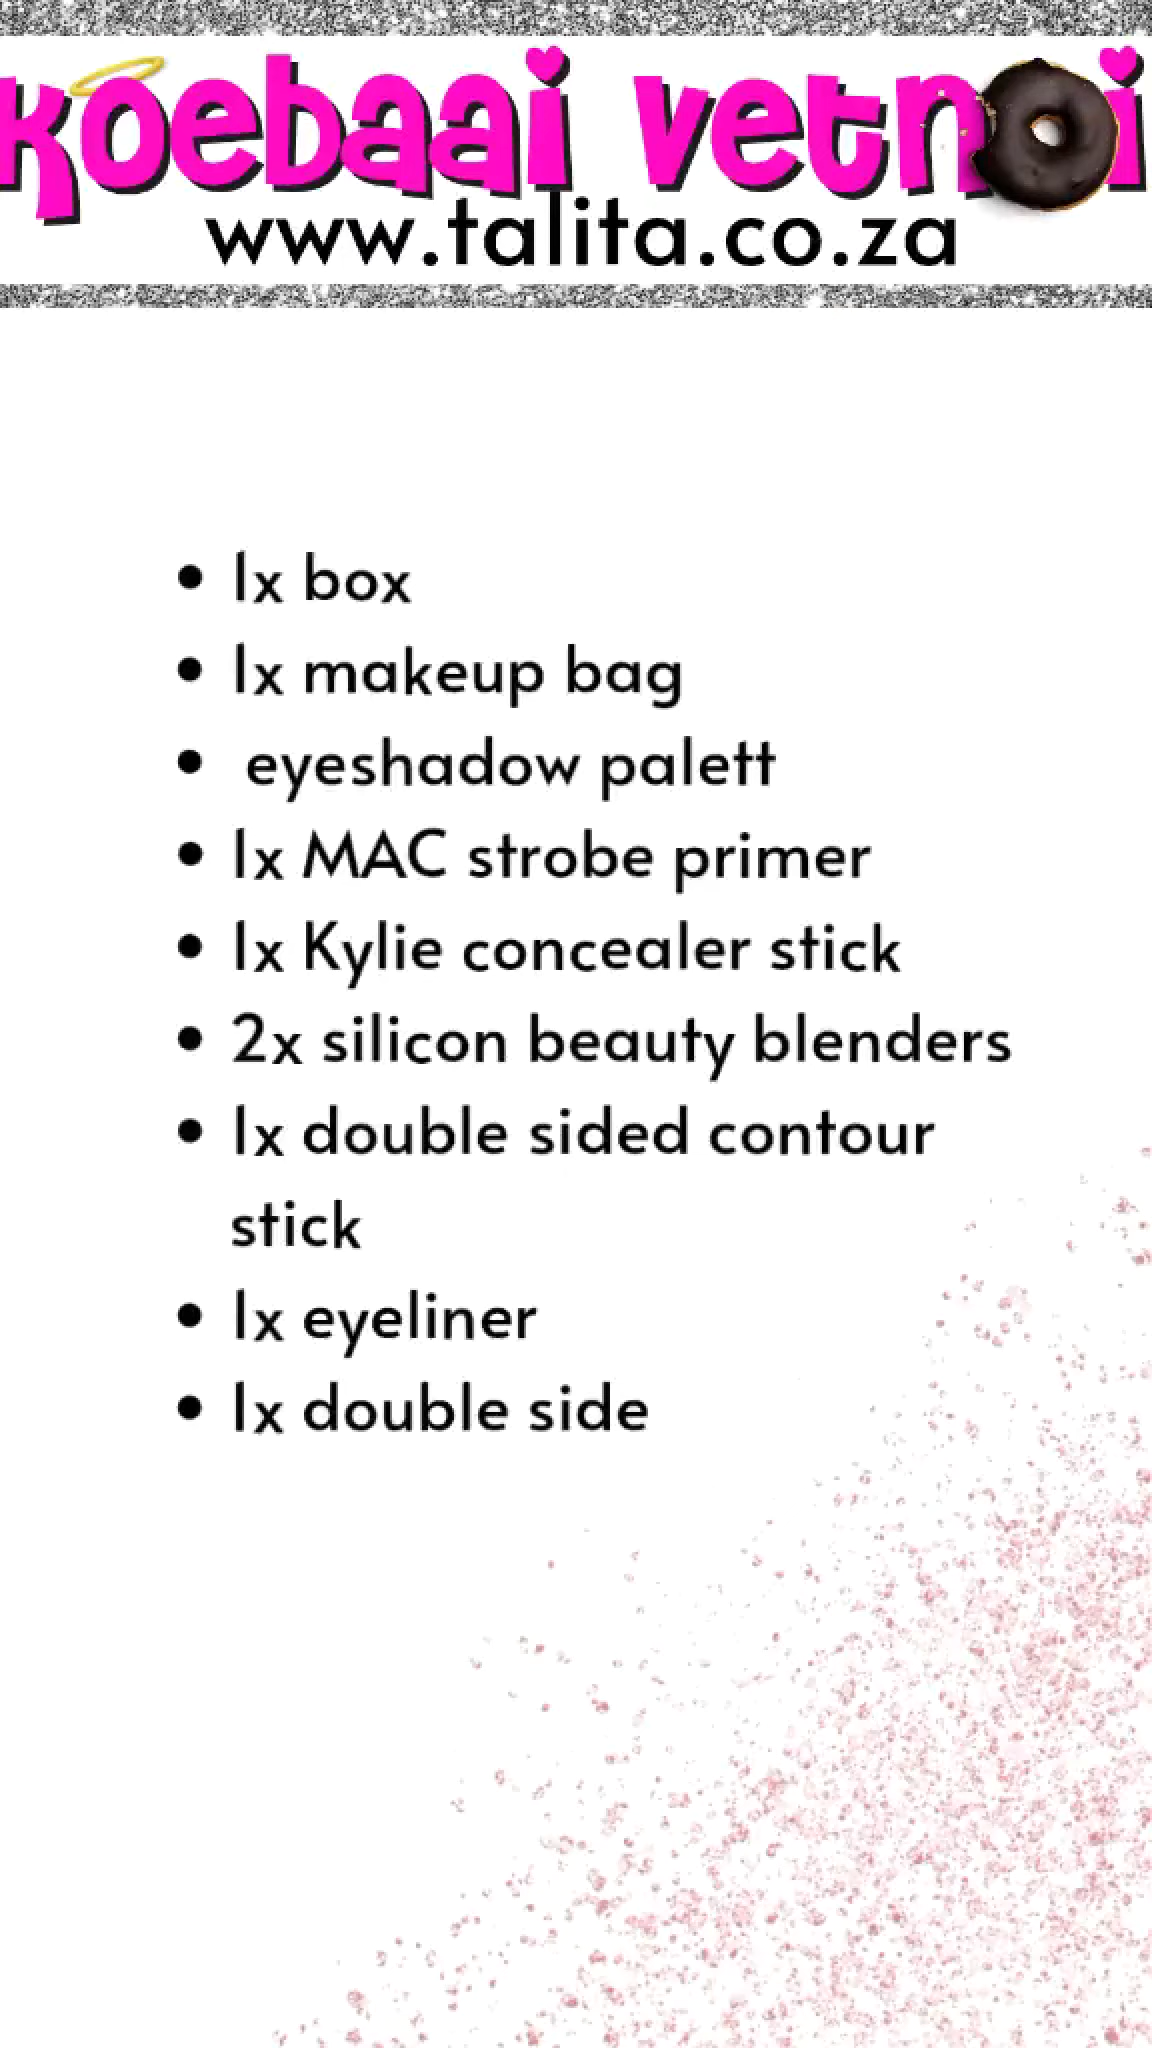 koebaai vetnoi
www.talita.co.za
• 1x box
• 1x makeup bag
• eyeshadow palett
• 1x MAC strobe primer
• 1x Kylie concealer stick
• 2x silicon beauty blenders
• 1x double sided contour
stick
• 1x eyeliner
• 1x double side